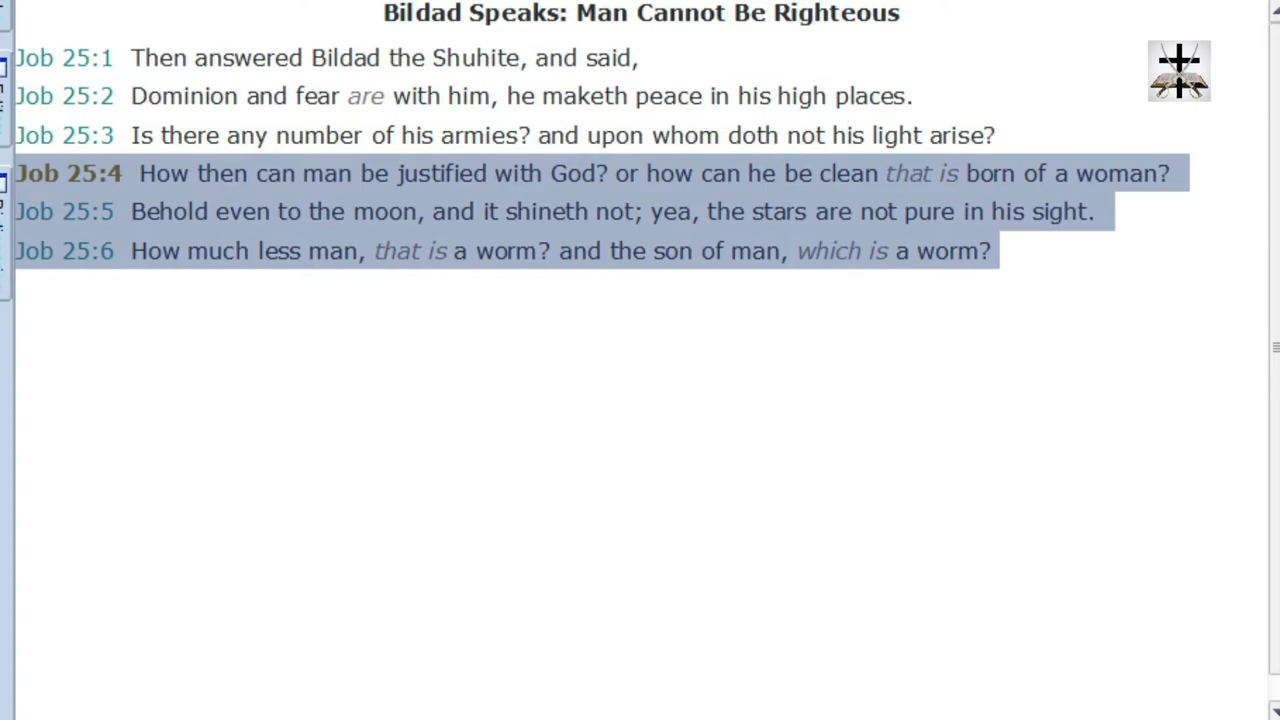 Bildad Speaks: Man Cannot Be Righteous
Job 25:1 Then answered Bildad the Shuhite, and said,
Job 25:2 Dominion and fear are with him, he maketh peace in his high places.
Job 25:3 Is there any number of his armies? and upon whom doth not his light arise?
Job 25:4 How then can man be justified with God? or how can he be clean that is born of a woman?
Job 25:5 Behold even to the moon, and it shineth not; yea, the stars are not pure in his sight.
Job 25:6 How much less man, that is a worm? and the son of man, which is a worm?